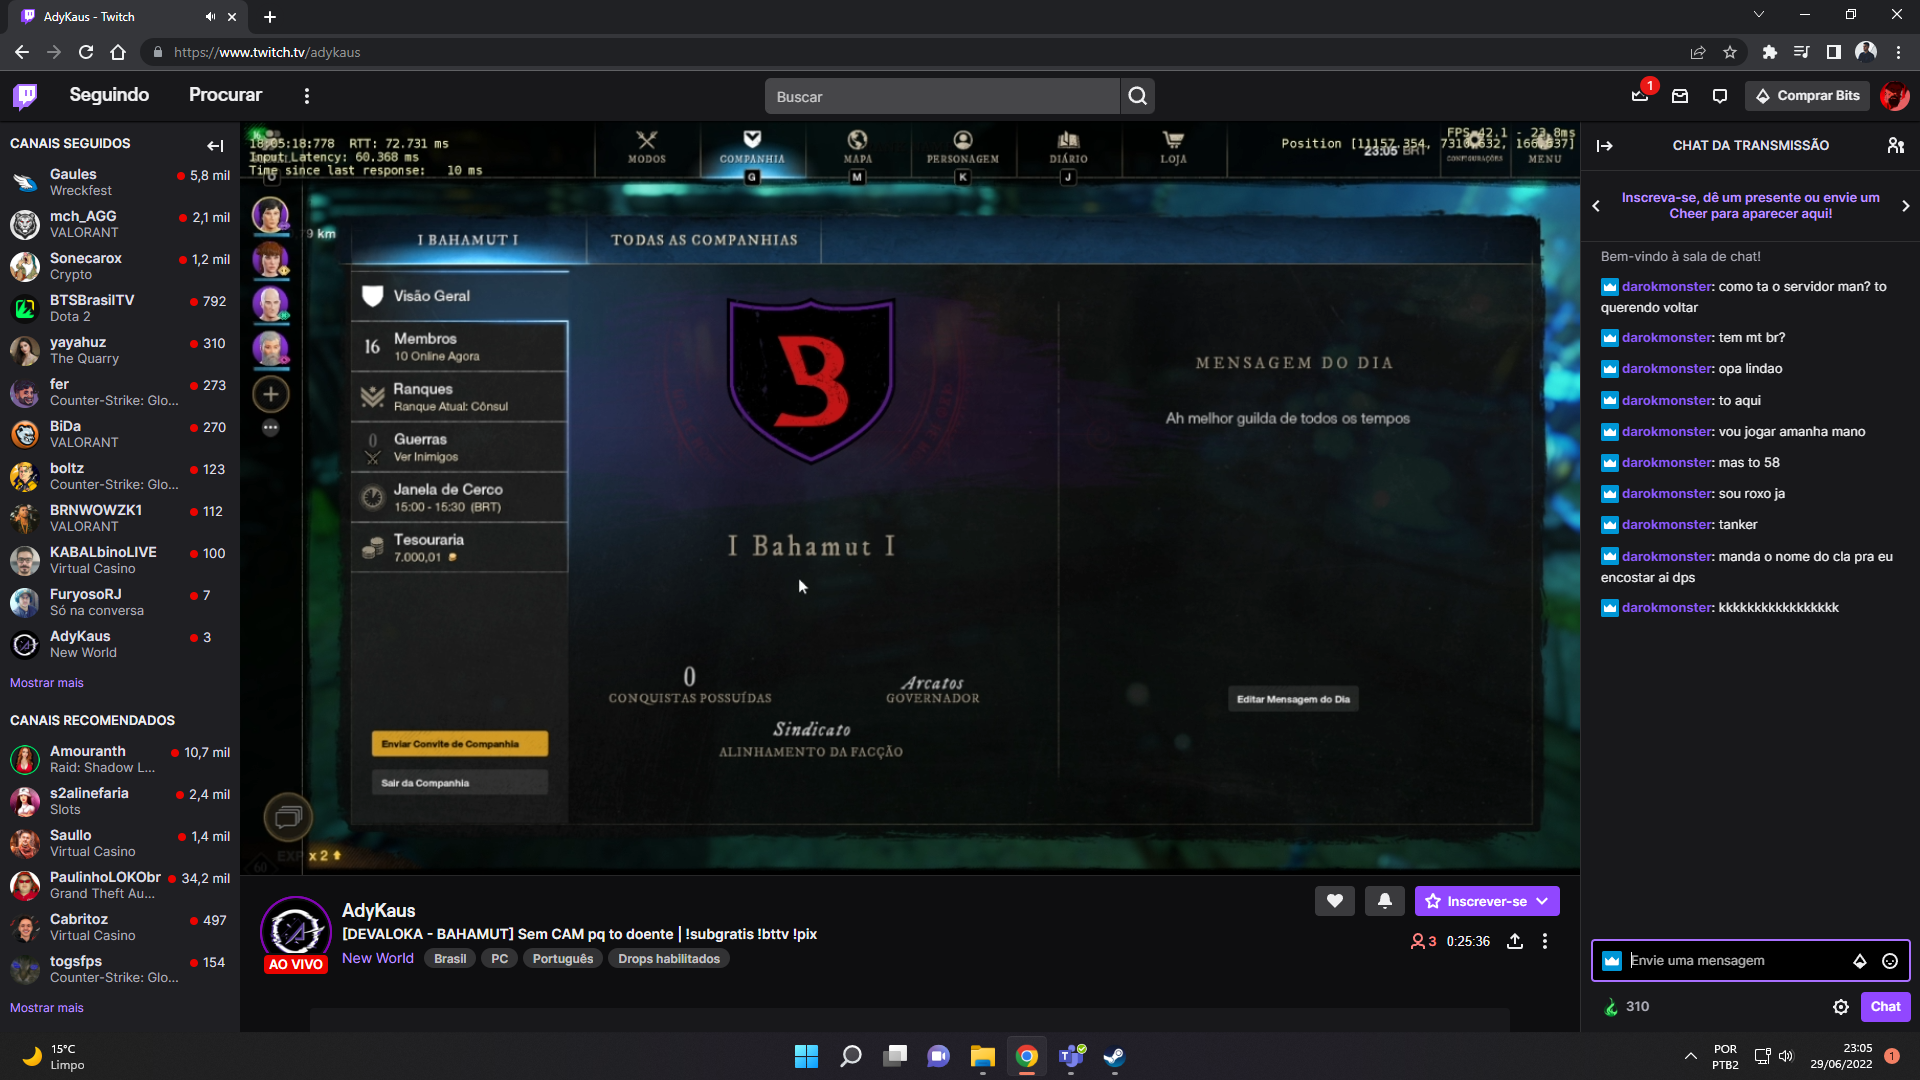 AdyKaus - Twitch
https://www.twitch.tv/adykaus
Seguindo
Procurar
Buscar
1
Comprar Bits
CANAIS SEGUIDOS
Gaules
5,8 mil
Wreckfest
mch_AGG
2,1 mil
VALORANT
Sonecarox
1,2 mil
Crypto
BTSBrasilTV
792
Dota 2
yayahuz
310
The Quarry
fer
273
Counter-Strike: Glo...
BiDa
270
VALORANT
boltz
123
Counter-Strike: Glo...
BRNWOWZK1
112
VALORANT
KABALbinoLIVE
100
Virtual Casino
FuryosoRJ
7
Só na conversa
AdyKaus
3
New World
Mostrar mais
CANAIS RECOMENDADOS
Amouranth
10,7 mil
Raid: Shadow L...
s2alinefaria
2,4 mil
Slots
Saullo
1,4 mil
Virtual Casino
PaulinhoLOKObr
34,2 mil
Grand Theft Au...
Cabritoz
497
Virtual Casino
togsfps
154
Counter-Strike: Glo...
Mostrar mais
18:05:18:778 RTT: 72.731 ms
Input Latency: 60.368 ms
Time since last response: 10 ms
MODOS
COMPANHIA
G
MAPA
M
PERSONAGEM
K
DIÁRIO
J
LOJA
FPS 42.1 - 23.8ms
23:05 BRT
CONFIGURAÇÕES
MENU
km
I BAHAMUT I
TODAS AS COMPANHIAS
Visão Geral
16
Membros
10 Online Agora
Ranques
Ranque Atual: Cônsul
0
Guerras
Ver Inimigos
Janela de Cerco
15:00 - 15:30 (BRT)
Tesouraria
7.000,01
Enviar Convite de Companhia
Sair da Companhia
B
I Bahamut I
0
CONQUISTAS POSSUÍDAS
Arcatos
GOVERNADOR
Sindicato
ALINHAMENTO DA FACÇÃO
MENSAGEM DO DIA
Ah melhor guilda de todos os tempos
Editar Mensagem do Dia
EXP x 2
60
AdyKaus
[DEVALOKA - BAHAMUT] Sem CAM pq to doente | !subgratis !bttv !pix
AO VIVO
New World
Brasil
PC
Português
Drops habilitados
Inscrever-se
3
0:25:36
CHAT DA TRANSMISSÃO
Inscreva-se, dê um presente ou envie um
Cheer para aparecer aqui!
Bem-vindo à sala de chat!
darokmonster: como ta o servidor man? to
querendo voltar
darokmonster: tem mt br?
darokmonster: opa lindao
darokmonster: to aqui
darokmonster: vou jogar amanha mano
darokmonster: mas to 58
darokmonster: sou roxo ja
darokmonster: tanker
darokmonster: manda o nome do cla pra eu
encostar ai dps
darokmonster: kkkkkkkkkkkkkkkkk
Envie uma mensagem
310
Chat
15°C
Limpo
POR
PTB2
23:05
29/06/2022
1